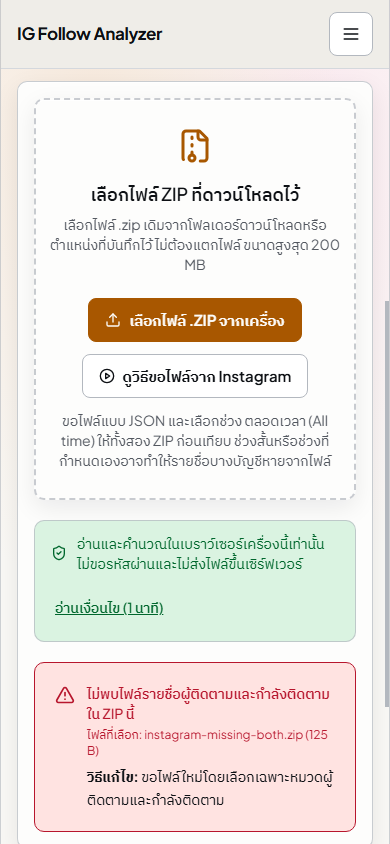 IG Follow Analyzer
เลือกไฟล์ ZIP ที่ดาวน์โหลดไว้
เลือกไฟล์ .zip เดิมจากโฟลเดอร์ดาวน์โหลดหรือ
ตำแหน่งที่บันทึกไว้ ไม่ต้องแตกไฟล์ ขนาดสูงสุด 200
MB
เลือกไฟล์ .ZIP จากเครื่อง
ดูวิธีขอไฟล์จาก Instagram
ขอไฟล์แบบ JSON และเลือกช่วง ตลอดเวลา (All
time) ให้ทั้งสอง ZIP ก่อนเทียบ ช่วงสั้นหรือช่วงที่
กำหนดเองอาจทำให้รายชื่อบางบัญชีหายจากไฟล์
อ่านและคำนวณในเบราว์เซอร์เครื่องนี้เท่านั้น
ไม่ขอรหัสผ่านและไม่ส่งไฟล์ขึ้นเซิร์ฟเวอร์
อ่านเงื่อนไข (1 นาที)
ไม่พบไฟล์รายชื่อผู้ติดตามและกำลังติดตาม
ใน ZIP นี้
ไฟล์ที่เลือก: instagram-missing-both.zip (125
B)
วิธีแก้ไข: ขอไฟล์ใหม่โดยเลือกเฉพาะหมวดผู้
ติดตามและกำลังติดตาม